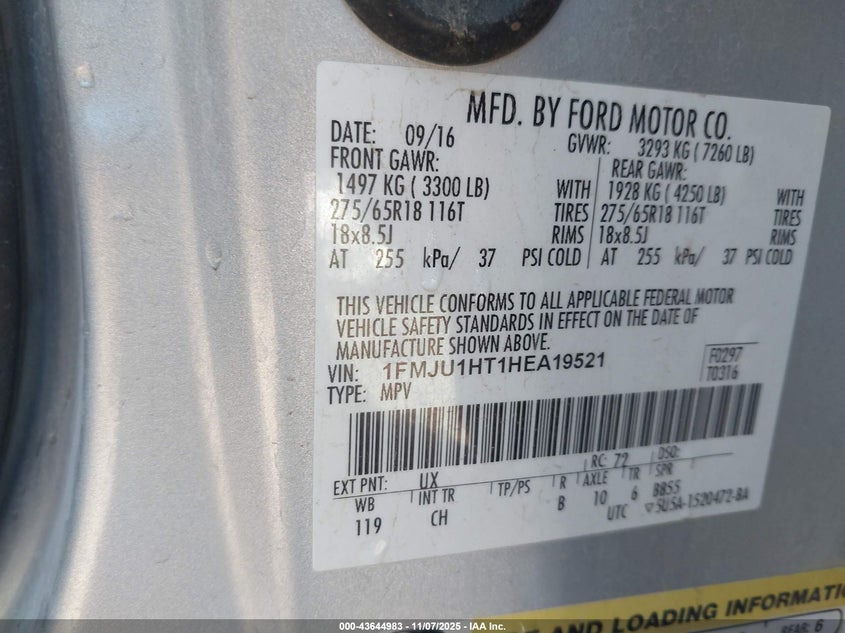 MFD. BY FORD MOTOR CO.
DATE: 09/16 GVWR: 3293 KG ( 7260 LB)
FRONT GAWR: REAR GAWR:
1497 KG ( 3300 LB) WITH 1928 KG ( 4250 LB) WITH
275/65R18 116T TIRES 275/65R18 116T TIRES
18x8.5J RIMS 18x8.5J RIMS
AT 255 kPa/ 37 PSI COLD AT 255 kPa/ 37 PSI COLD
THIS VEHICLE CONFORMS TO ALL APPLICABLE FEDERAL MOTOR
VEHICLE SAFETY STANDARDS IN EFFECT ON THE DATE OF
MANUFACTURE SHOWN ABOVE.
VIN: 1FMJU1HT1HEA19521 F0297
TYPE: MPV T0316
EXT PNT: UX RC: 72 DSO:
WB INT TR TP/PS R AXLE TR SPR
119 CH B 10 6 BB55
UTC 5U5A-1520472-BA
AND LOADING INFORMATIO
REAR: 6
000-43644983 — 11/07/2025 — IAA Inc.